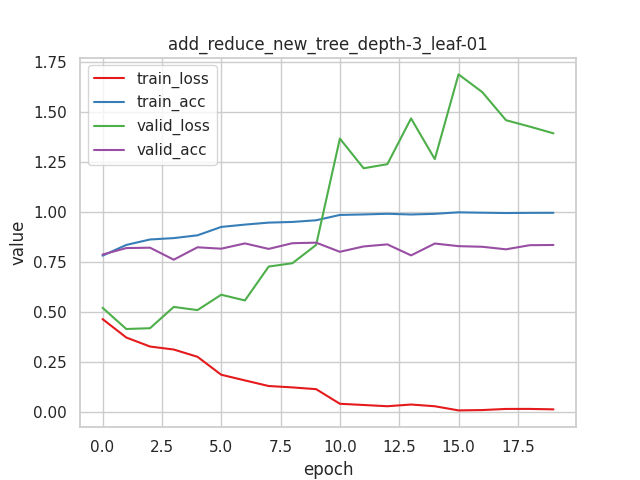 add_reduce_new_tree_depth-3_leaf-01
train_loss
train_acc
valid_loss
valid_acc
value
1.75
1.50
1.25
1.00
0.75
0.50
0.25
0.00
0.0 2.5 5.0 7.5 10.0 12.5 15.0 17.5
epoch